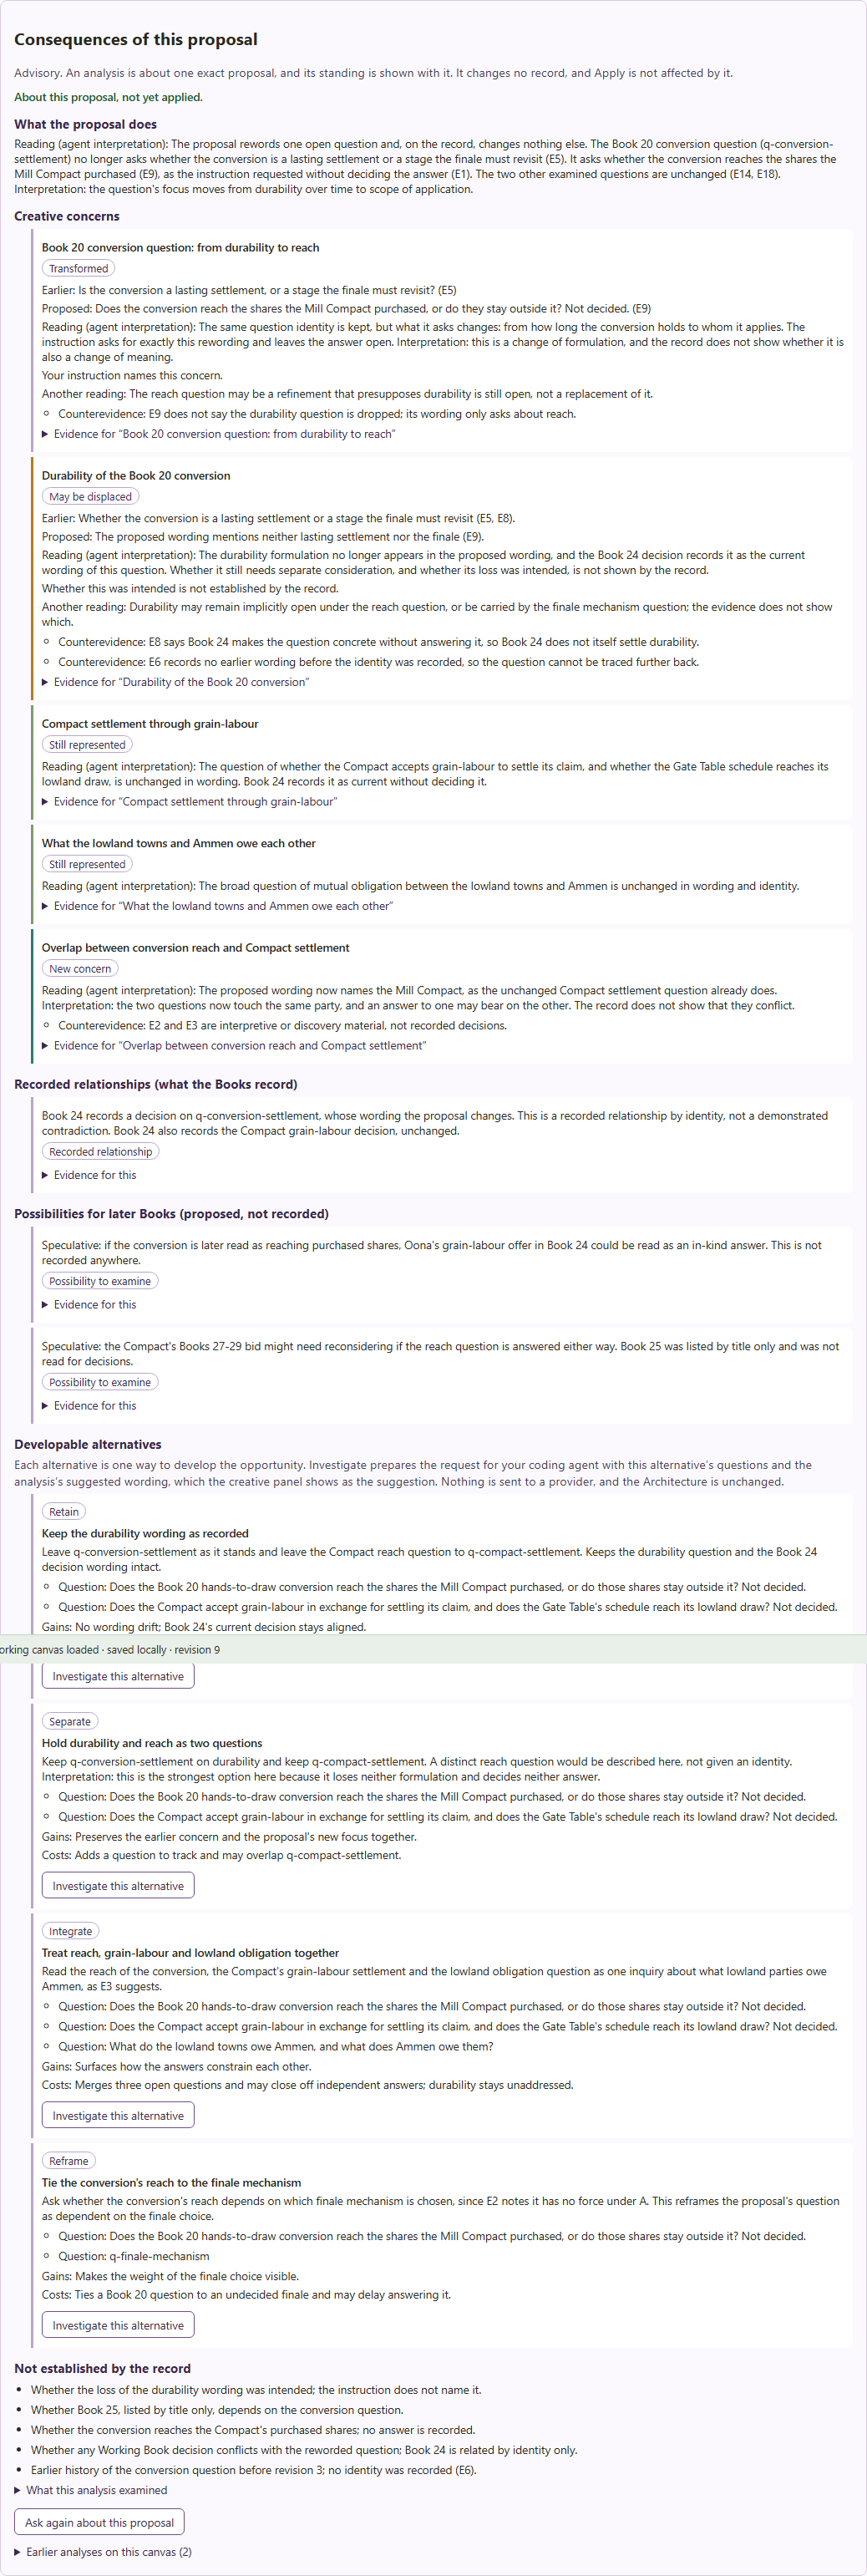 Consequences of this proposal
Advisory. An analysis is about one exact proposal, and its standing is shown with it. It changes no record, and Apply is not affected by it.
About this proposal, not yet applied.
What the proposal does
Reading (agent interpretation): The proposal rewords one open question and, on the record, changes nothing else. The Book 20 conversion question (q-conversion-
settlement) no longer asks whether the conversion is a lasting settlement or a stage the finale must revisit (E5). It asks whether the conversion reaches the shares the
Mill Compact purchased (E9), as the instruction requested without deciding the answer (E1). The two other examined questions are unchanged (E14, E18).
Interpretation: the question's focus moves from durability over time to scope of application.
Creative concerns
Book 20 conversion question: from durability to reach
Transformed
Earlier: Is the conversion a lasting settlement, or a stage the finale must revisit? (E5)
Proposed: Does the conversion reach the shares the Mill Compact purchased, or do they stay outside it? Not decided. (E9)
Reading (agent interpretation): The same question identity is kept, but what it asks changes: from how long the conversion holds to whom it applies. The
instruction asks for exactly this rewording and leaves the answer open. Interpretation: this is a change of formulation, and the record does not show whether it is
also a change of meaning.
Your instruction names this concern.
Another reading: The reach question may be a refinement that presupposes durability is still open, not a replacement of it.
Counterevidence: E9 does not say the durability question is dropped; its wording only asks about reach.
Evidence for “Book 20 conversion question: from durability to reach”
Durability of the Book 20 conversion
May be displaced
Earlier: Whether the conversion is a lasting settlement or a stage the finale must revisit (E5, E8).
Proposed: The proposed wording mentions neither lasting settlement nor the finale (E9).
Reading (agent interpretation): The durability formulation no longer appears in the proposed wording, and the Book 24 decision records it as the current
wording of this question. Whether it still needs separate consideration, and whether its loss was intended, is not shown by the record.
Whether this was intended is not established by the record.
Another reading: Durability may remain implicitly open under the reach question, or be carried by the finale mechanism question; the evidence does not show
which.
Counterevidence: E8 says Book 24 makes the question concrete without answering it, so Book 24 does not itself settle durability.
Counterevidence: E6 records no earlier wording before the identity was recorded, so the question cannot be traced further back.
Evidence for “Durability of the Book 20 conversion”
Compact settlement through grain-labour
Still represented
Reading (agent interpretation): The question of whether the Compact accepts grain-labour to settle its claim, and whether the Gate Table schedule reaches its
lowland draw, is unchanged in wording. Book 24 records it as current without deciding it.
Evidence for “Compact settlement through grain-labour”
What the lowland towns and Ammen owe each other
Still represented
Reading (agent interpretation): The broad question of mutual obligation between the lowland towns and Ammen is unchanged in wording and identity.
Evidence for “What the lowland towns and Ammen owe each other”
Overlap between conversion reach and Compact settlement
New concern
Reading (agent interpretation): The proposed wording now names the Mill Compact, as the unchanged Compact settlement question already does.
Interpretation: the two questions now touch the same party, and an answer to one may bear on the other. The record does not show that they conflict.
Counterevidence: E2 and E3 are interpretive or discovery material, not recorded decisions.
Evidence for “Overlap between conversion reach and Compact settlement”
Recorded relationships (what the Books record)
Book 24 records a decision on q-conversion-settlement, whose wording the proposal changes. This is a recorded relationship by identity, not a demonstrated
contradiction. Book 24 also records the Compact grain-labour decision, unchanged.
Recorded relationship
Evidence for this
Possibilities for later Books (proposed, not recorded)
Speculative: if the conversion is later read as reaching purchased shares, Oona's grain-labour offer in Book 24 could be read as an in-kind answer. This is not
recorded anywhere.
Possibility to examine
Evidence for this
Speculative: the Compact's Books 27-29 bid might need reconsidering if the reach question is answered either way. Book 25 was listed by title only and was not
read for decisions.
Possibility to examine
Evidence for this
Developable alternatives
Each alternative is one way to develop the opportunity. Investigate prepares the request for your coding agent with this alternative's questions and the
analysis's suggested wording, which the creative panel shows as the suggestion. Nothing is sent to a provider, and the Architecture is unchanged.
Retain
Keep the durability wording as recorded
Leave q-conversion-settlement as it stands and leave the Compact reach question to q-compact-settlement. Keeps the durability question and the Book 24
decision wording intact.
Question: Does the Book 20 hands-to-draw conversion reach the shares the Mill Compact purchased, or do those shares stay outside it? Not decided.
Question: Does the Compact accept grain-labour in exchange for settling its claim, and does the Gate Table's schedule reach its lowland draw? Not decided.
Gains: No wording drift; Book 24's current decision stays aligned.
orking canvas loaded · saved locally · revision 9
Investigate this alternative
Separate
Hold durability and reach as two questions
Keep q-conversion-settlement on durability and keep q-compact-settlement. A distinct reach question would be described here, not given an identity.
Interpretation: this is the strongest option here because it loses neither formulation and decides neither answer.
Question: Does the Book 20 hands-to-draw conversion reach the shares the Mill Compact purchased, or do those shares stay outside it? Not decided.
Question: Does the Compact accept grain-labour in exchange for settling its claim, and does the Gate Table's schedule reach its lowland draw? Not decided.
Gains: Preserves the earlier concern and the proposal's new focus together.
Costs: Adds a question to track and may overlap q-compact-settlement.
Investigate this alternative
Integrate
Treat reach, grain-labour and lowland obligation together
Read the reach of the conversion, the Compact's grain-labour settlement and the lowland obligation question as one inquiry about what lowland parties owe
Ammen, as E3 suggests.
Question: Does the Book 20 hands-to-draw conversion reach the shares the Mill Compact purchased, or do those shares stay outside it? Not decided.
Question: Does the Compact accept grain-labour in exchange for settling its claim, and does the Gate Table's schedule reach its lowland draw? Not decided.
Question: What do the lowland towns owe Ammen, and what does Ammen owe them?
Gains: Surfaces how the answers constrain each other.
Costs: Merges three open questions and may close off independent answers; durability stays unaddressed.
Investigate this alternative
Reframe
Tie the conversion's reach to the finale mechanism
Ask whether the conversion's reach depends on which finale mechanism is chosen, since E2 notes it has no force under A. This reframes the proposal's question
as dependent on the finale choice.
Question: Does the Book 20 hands-to-draw conversion reach the shares the Mill Compact purchased, or do those shares stay outside it? Not decided.
Question: q-finale-mechanism
Gains: Makes the weight of the finale choice visible.
Costs: Ties a Book 20 question to an undecided finale and may delay answering it.
Investigate this alternative
Not established by the record
Whether the loss of the durability wording was intended; the instruction does not name it.
Whether Book 25, listed by title only, depends on the conversion question.
Whether the conversion reaches the Compact's purchased shares; no answer is recorded.
Whether any Working Book decision conflicts with the reworded question; Book 24 is related by identity only.
Earlier history of the conversion question before revision 3; no identity was recorded (E6).
What this analysis examined
Ask again about this proposal
Earlier analyses on this canvas (2)